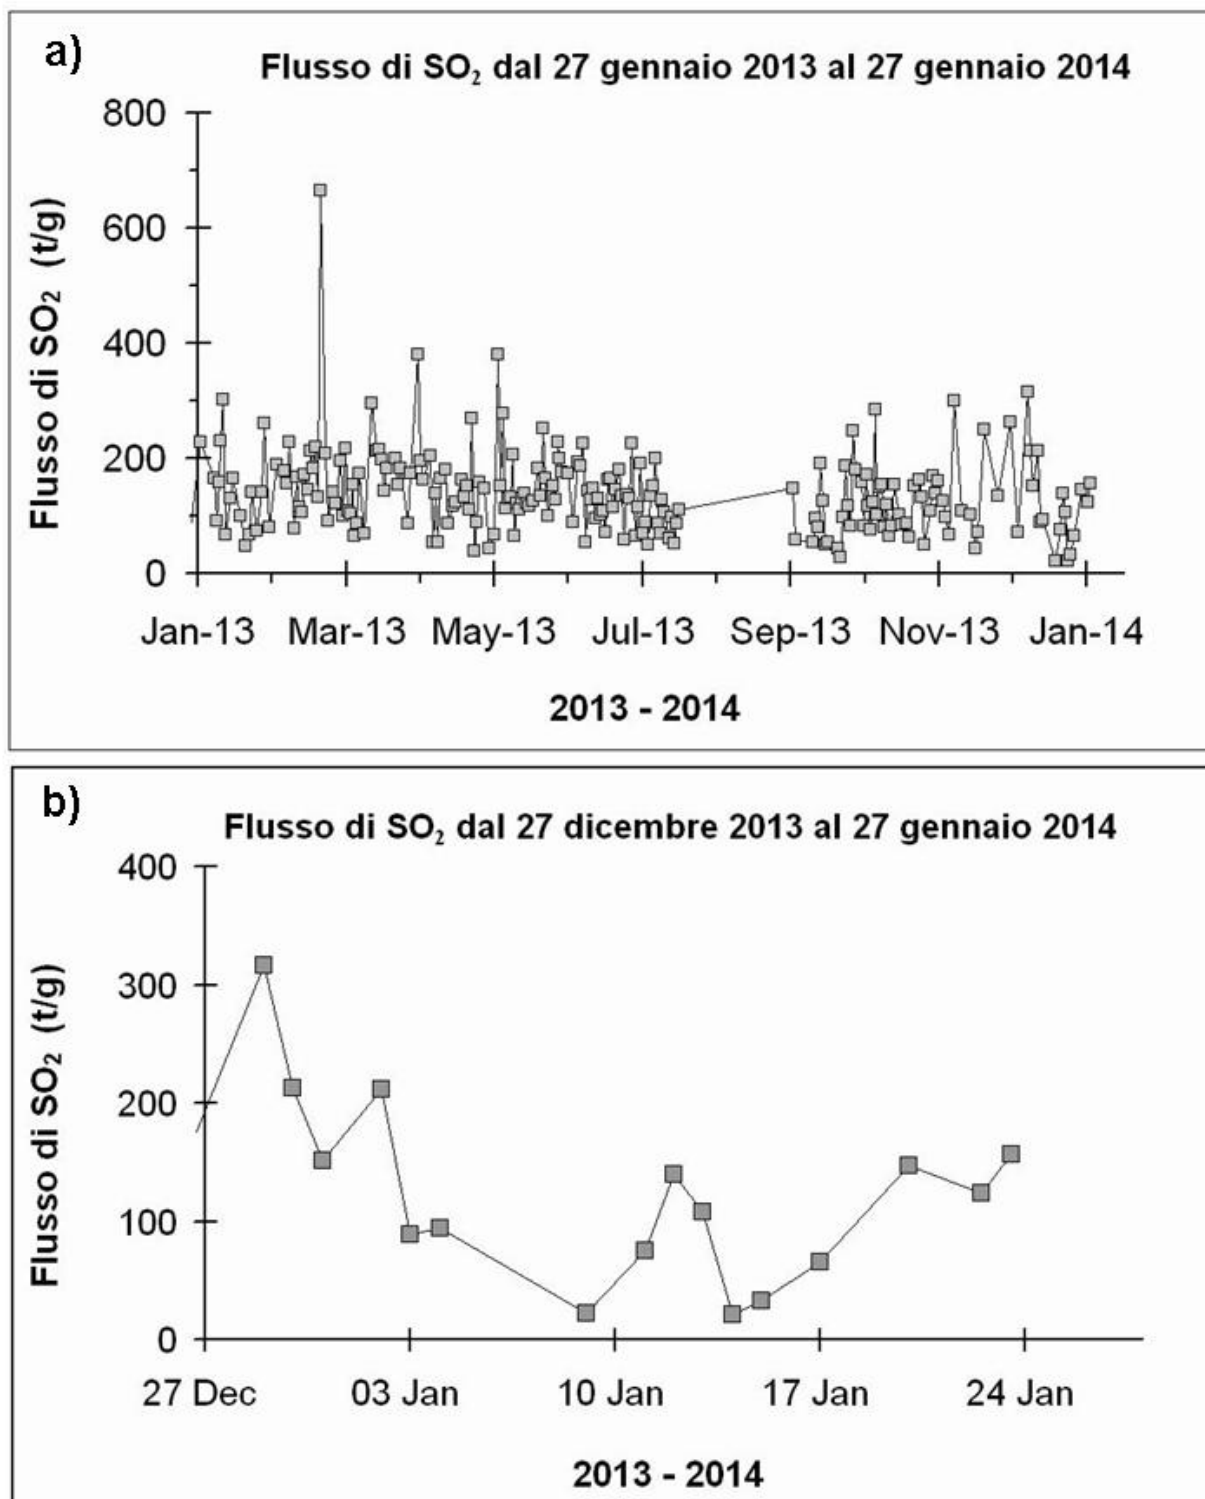 a)
Flusso di SO₂ dal 27 gennaio 2013 al 27 gennaio 2014
800
600
400
200
0
Flusso di SO₂ (t/g)
Jan-13 Mar-13 May-13 Jul-13 Sep-13 Nov-13 Jan-14
2013 - 2014
b)
Flusso di SO₂ dal 27 dicembre 2013 al 27 gennaio 2014
400
300
200
100
0
Flusso di SO₂ (t/g)
27 Dec 03 Jan 10 Jan 17 Jan 24 Jan
2013 - 2014